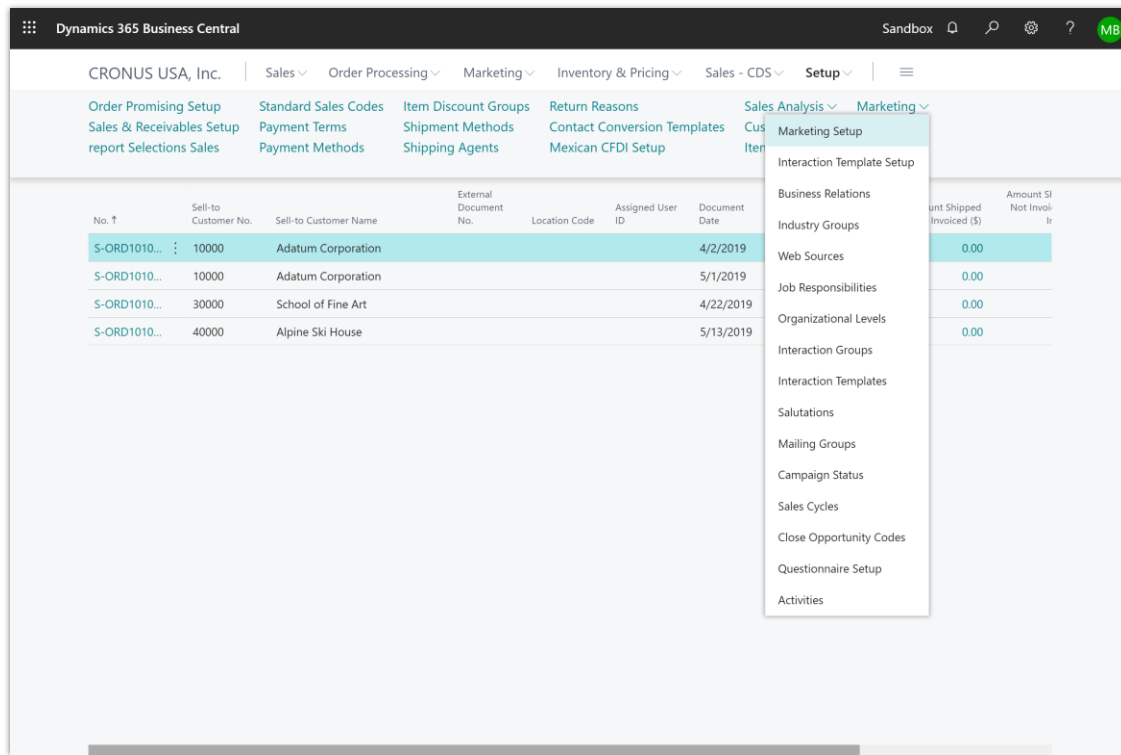 Dynamics 365 Business Central
Sandbox
?
MB
CRONUS USA, Inc.
Sales
Order Processing
Marketing
Inventory & Pricing
Sales - CDS
Setup
Order Promising Setup
Standard Sales Codes
Item Discount Groups
Return Reasons
Sales Analysis
Marketing
Sales & Receivables Setup
Payment Terms
Shipment Methods
Contact Conversion Templates
report Selections Sales
Payment Methods
Shipping Agents
Mexican CFDI Setup
Marketing Setup
Interaction Template Setup
Business Relations
Industry Groups
Web Sources
Job Responsibilities
Organizational Levels
Interaction Groups
Interaction Templates
Salutations
Mailing Groups
Campaign Status
Sales Cycles
Close Opportunity Codes
Questionnaire Setup
Activities
No. ↑
Sell-to
Customer No.
Sell-to Customer Name
External
Document
No.
Location Code
Assigned User
ID
Document
Date
Shipped
Invoiced ($)
Amount
Not
S-ORD1010... 10000 Adatum Corporation 4/2/2019 0.00
S-ORD1010... 10000 Adatum Corporation 5/1/2019 0.00
S-ORD1010... 30000 School of Fine Art 4/22/2019 0.00
S-ORD1010... 40000 Alpine Ski House 5/13/2019 0.00